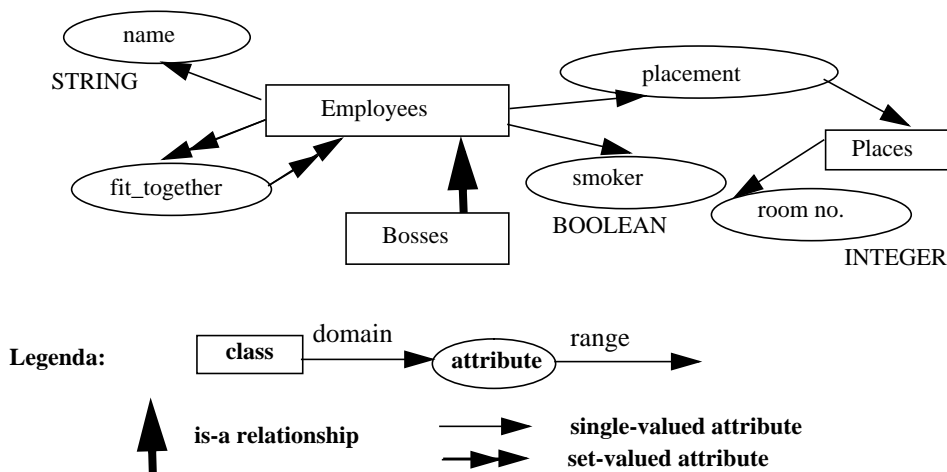 name
STRING
Employees
placement
Places
fit_together
smoker
BOOLEAN
room no.
INTEGER
Bosses
Legenda:
class
domain
attribute
range
is-a relationship
single-valued attribute
set-valued attribute